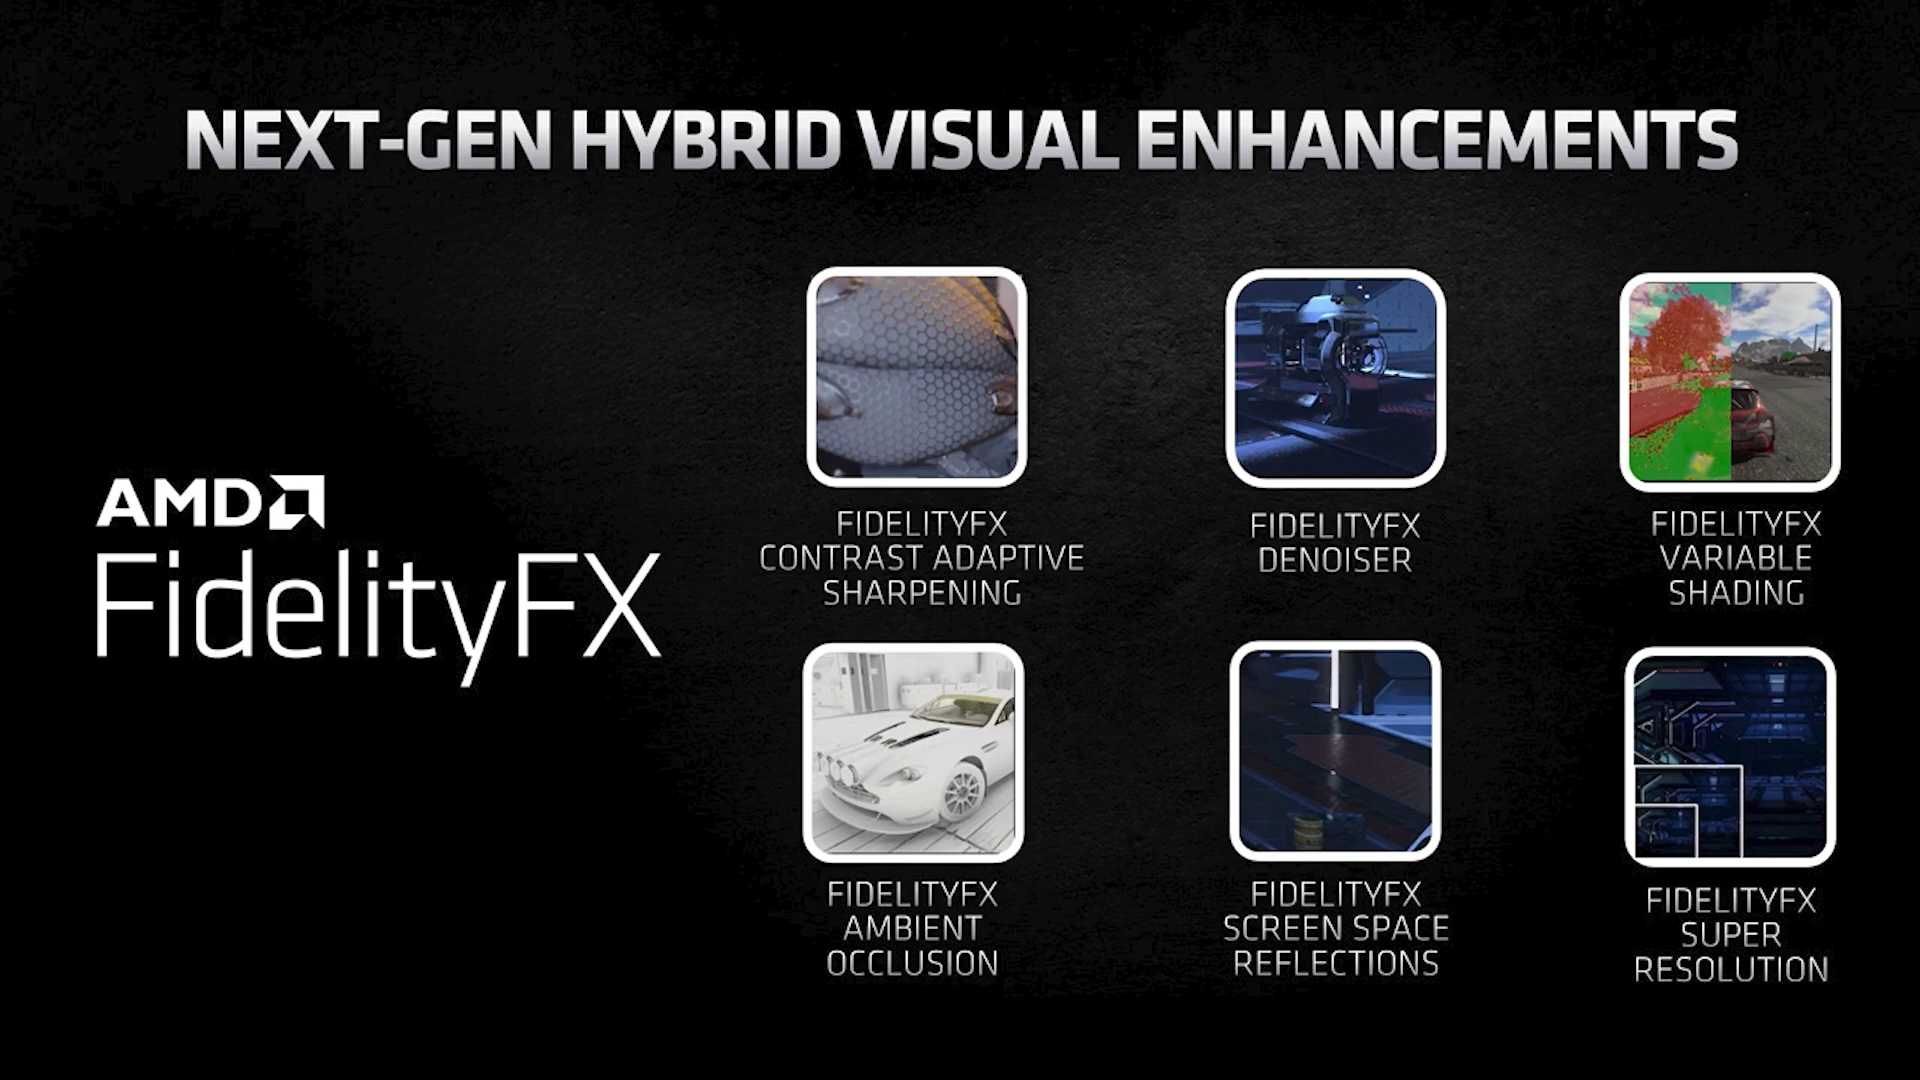 NEXT-GEN HYBRID VISUAL ENHANCEMENTS
AMD
FidelityFX
FIDELITYFX
CONTRAST ADAPTIVE
SHARPENING
FIDELITYFX
DENOISER
FIDELITYFX
VARIABLE
SHADING
FIDELITYFX
AMBIENT
OCCLUSION
FIDELITYFX
SCREEN SPACE
REFLECTIONS
FIDELITYFX
SUPER
RESOLUTION